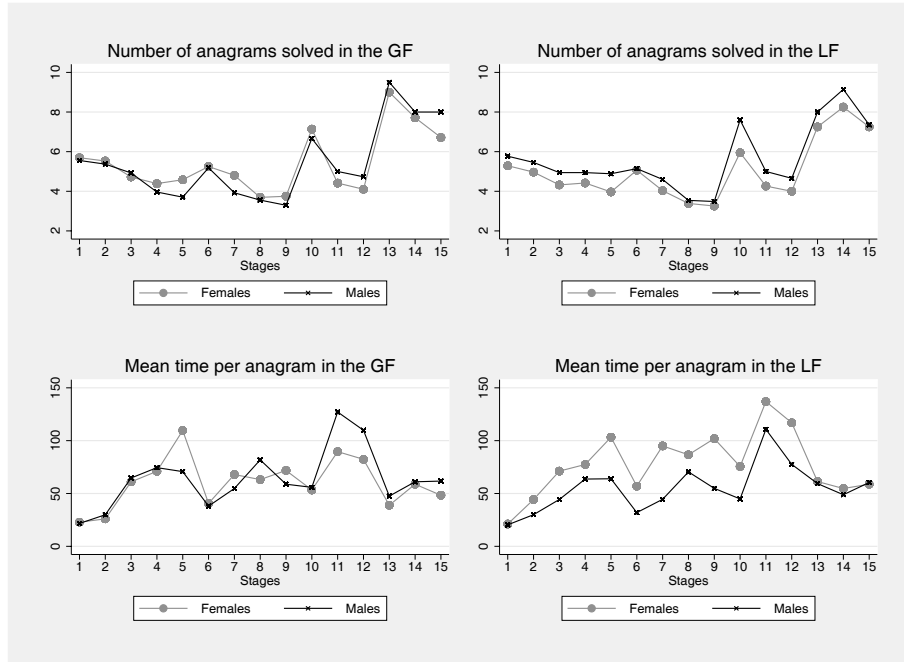 Number of anagrams solved in the GF
10
8
6
4
2
1 2 3 4 5 6 7 8 9 10 11 12 13 14 15
Stages
Females Males
Number of anagrams solved in the LF
10
8
6
4
2
1 2 3 4 5 6 7 8 9 10 11 12 13 14 15
Stages
Females Males
Mean time per anagram in the GF
150
100
50
0
1 2 3 4 5 6 7 8 9 10 11 12 13 14 15
Stages
Females Males
Mean time per anagram in the LF
150
100
50
0
1 2 3 4 5 6 7 8 9 10 11 12 13 14 15
Stages
Females Males